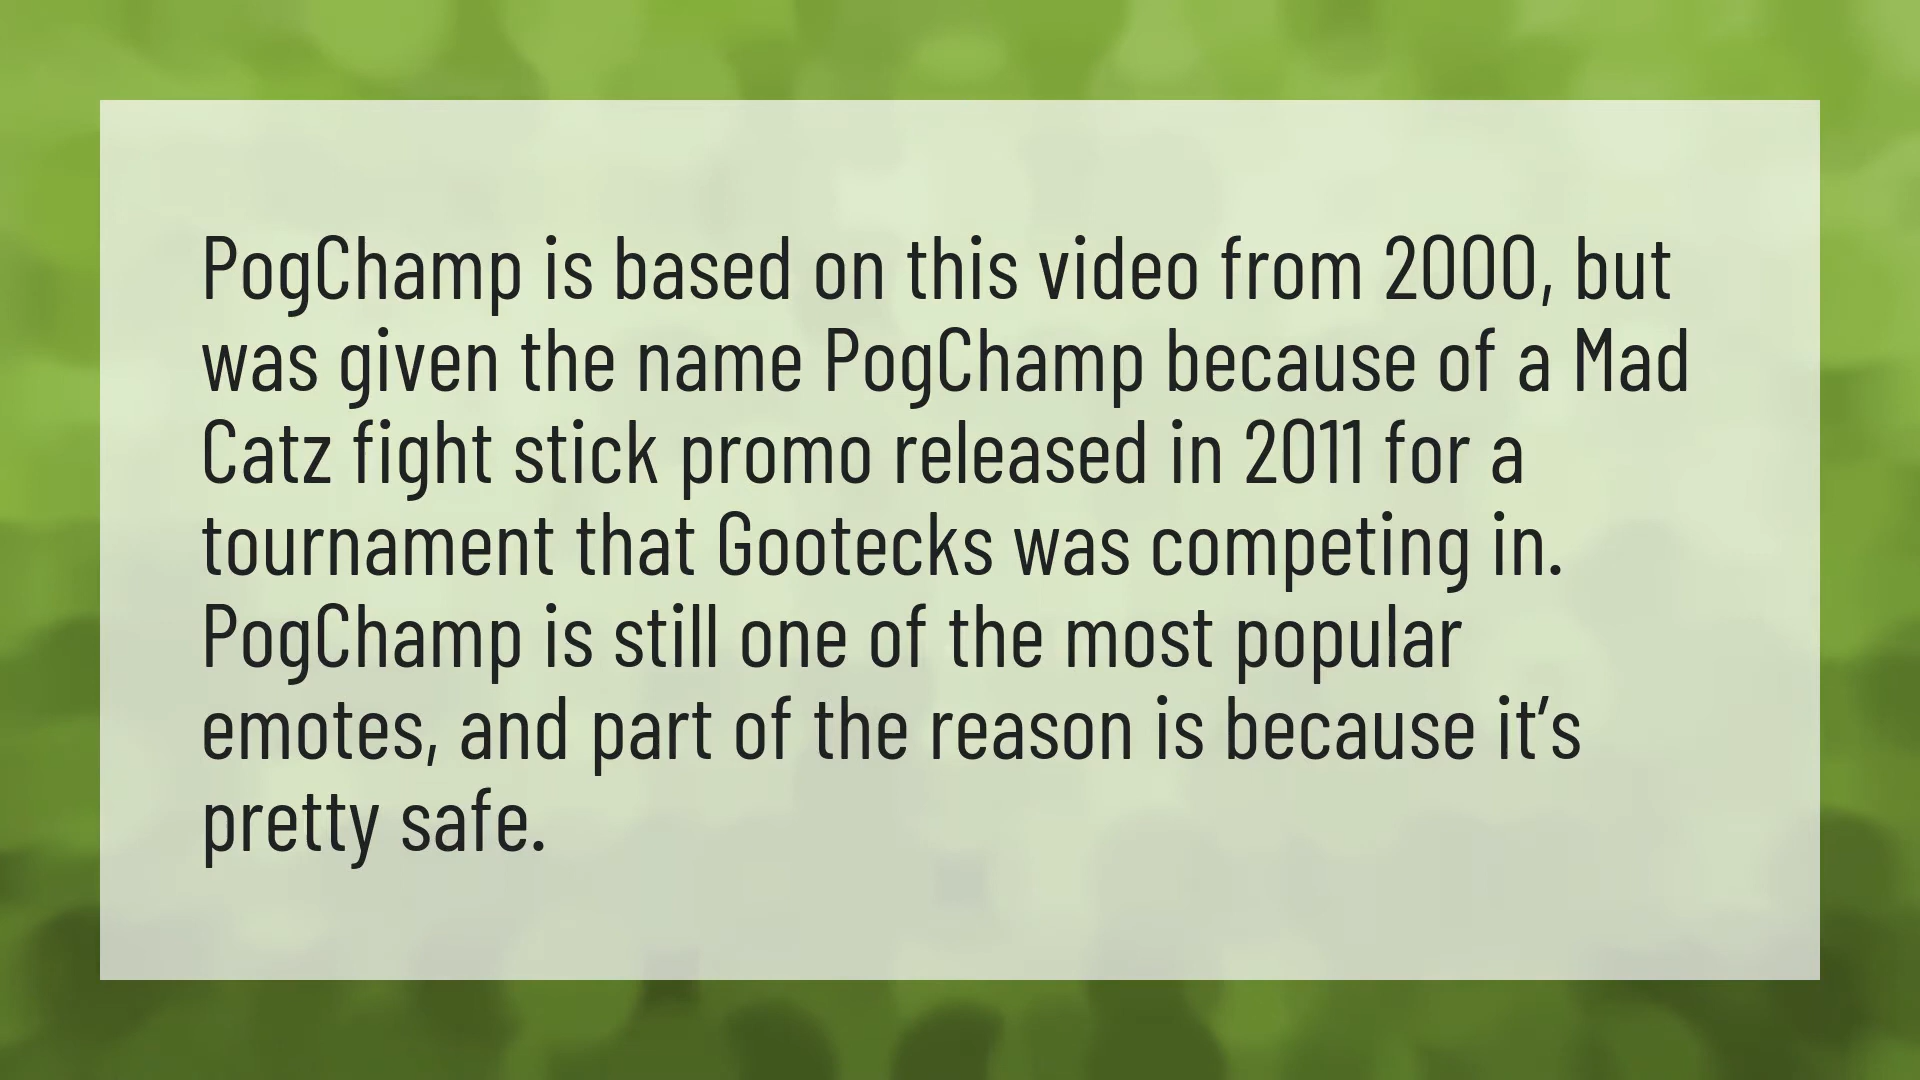 PogChamp is based on this video from 2000, but
was given the name PogChamp because of a Mad
Catz fight stick promo released in 2011 for a
tournament that Gootecks was competing in.
PogChamp is still one of the most popular
emotes, and part of the reason is because it’s
pretty safe.